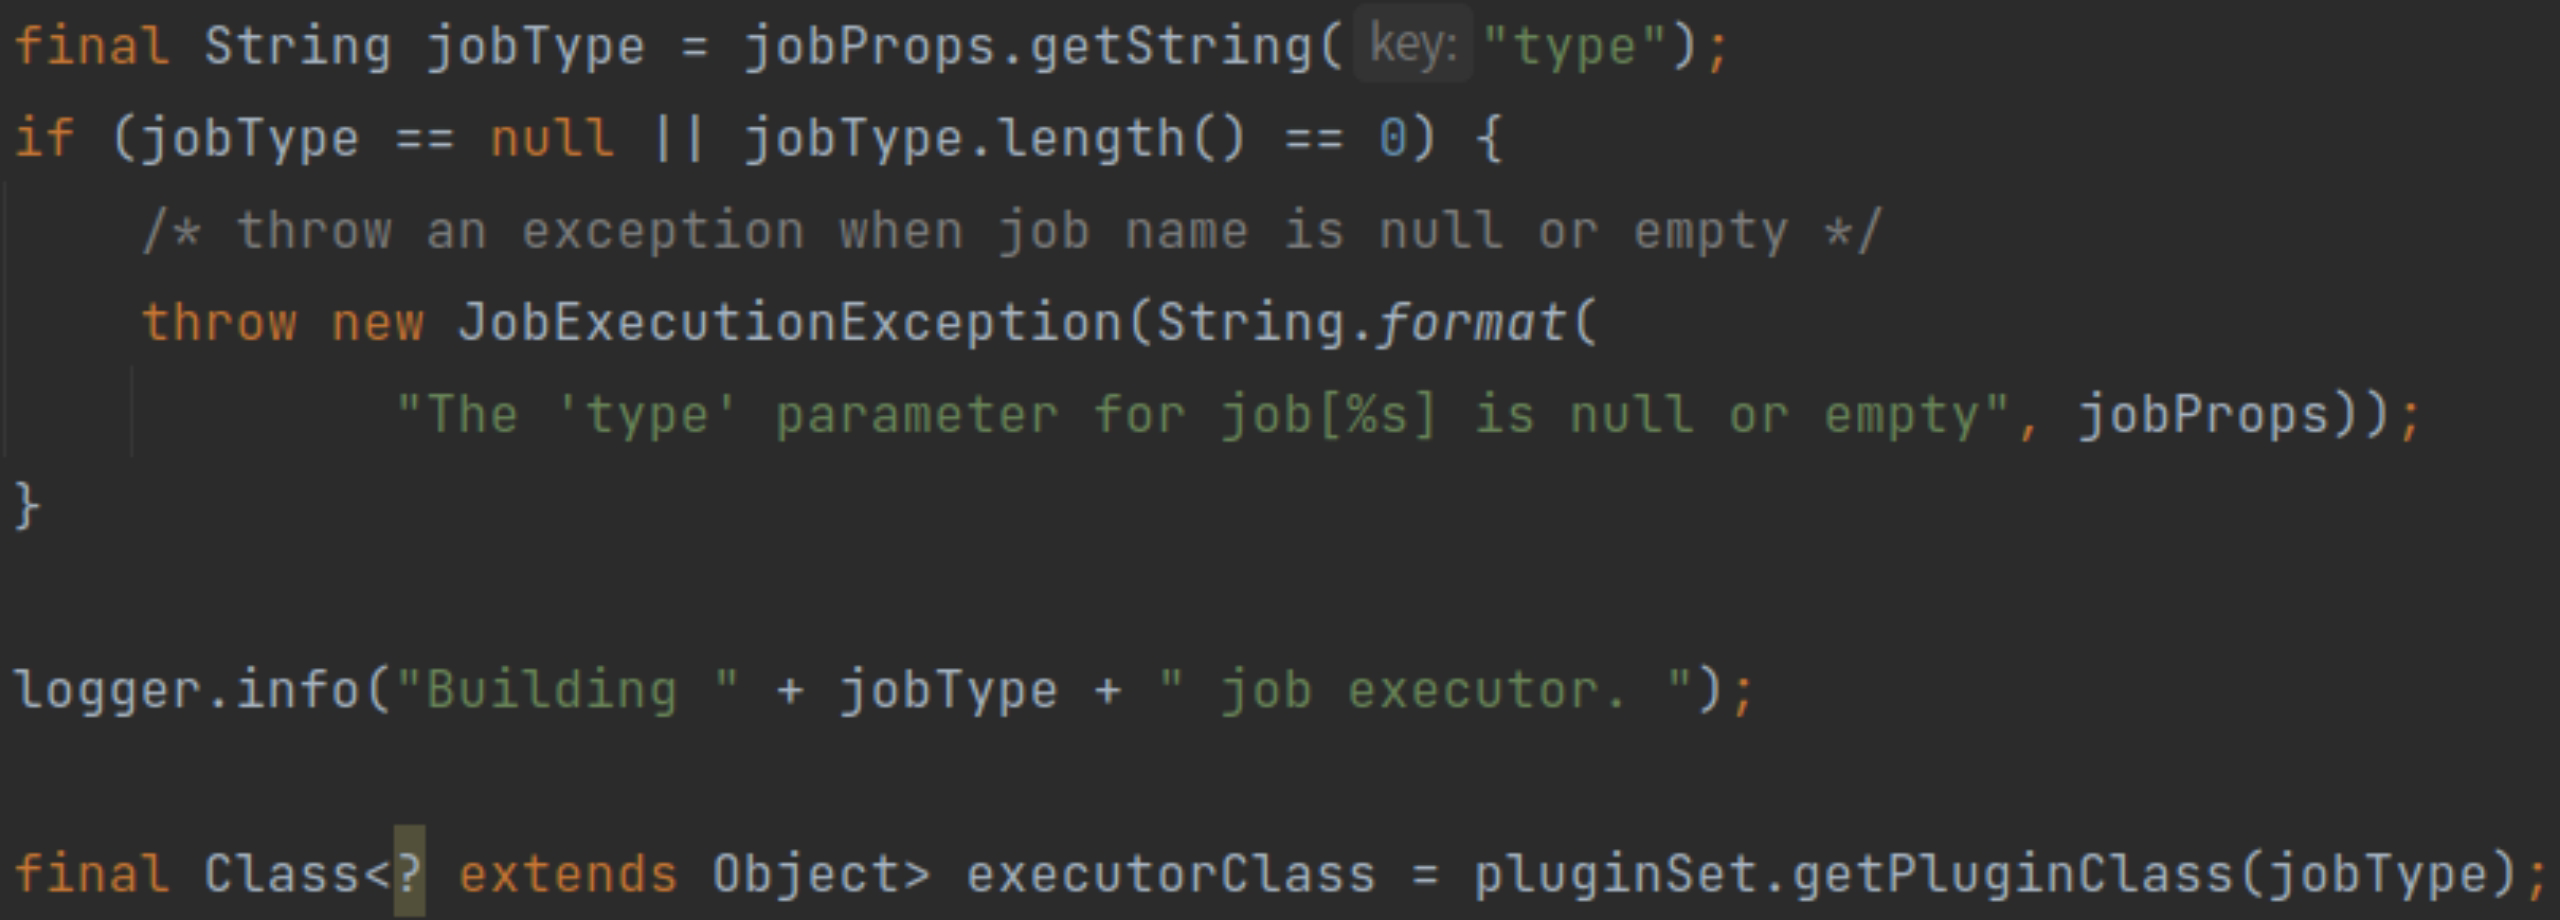 final String jobType = jobProps.getString( key: "type");
if (jobType == null || jobType.length() == 0) {
/* throw an exception when job name is null or empty */
throw new JobExecutionException(String.format(
"The 'type' parameter for job[%s] is null or empty", jobProps));
}
logger.info("Building " + jobType + " job executor. ");
final Class<? extends Object> executorClass = pluginSet.getPluginClass(jobType);